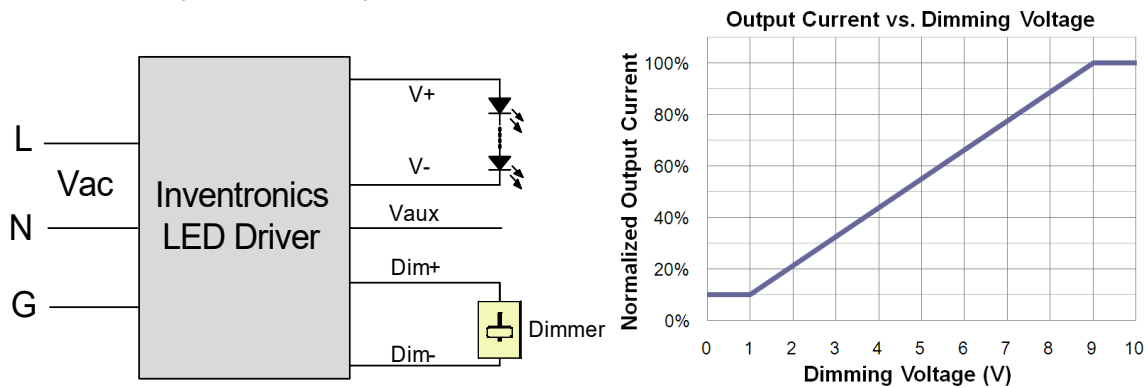 L
Vac
N
G
Inventronics
LED Driver
V+
V-
Vaux
Dim+
Dim-
Dimmer
Output Current vs. Dimming Voltage
Normalized Output Current
100%
80%
60%
40%
20%
0%
0 1 2 3 4 5 6 7 8 9 10
Dimming Voltage (V)